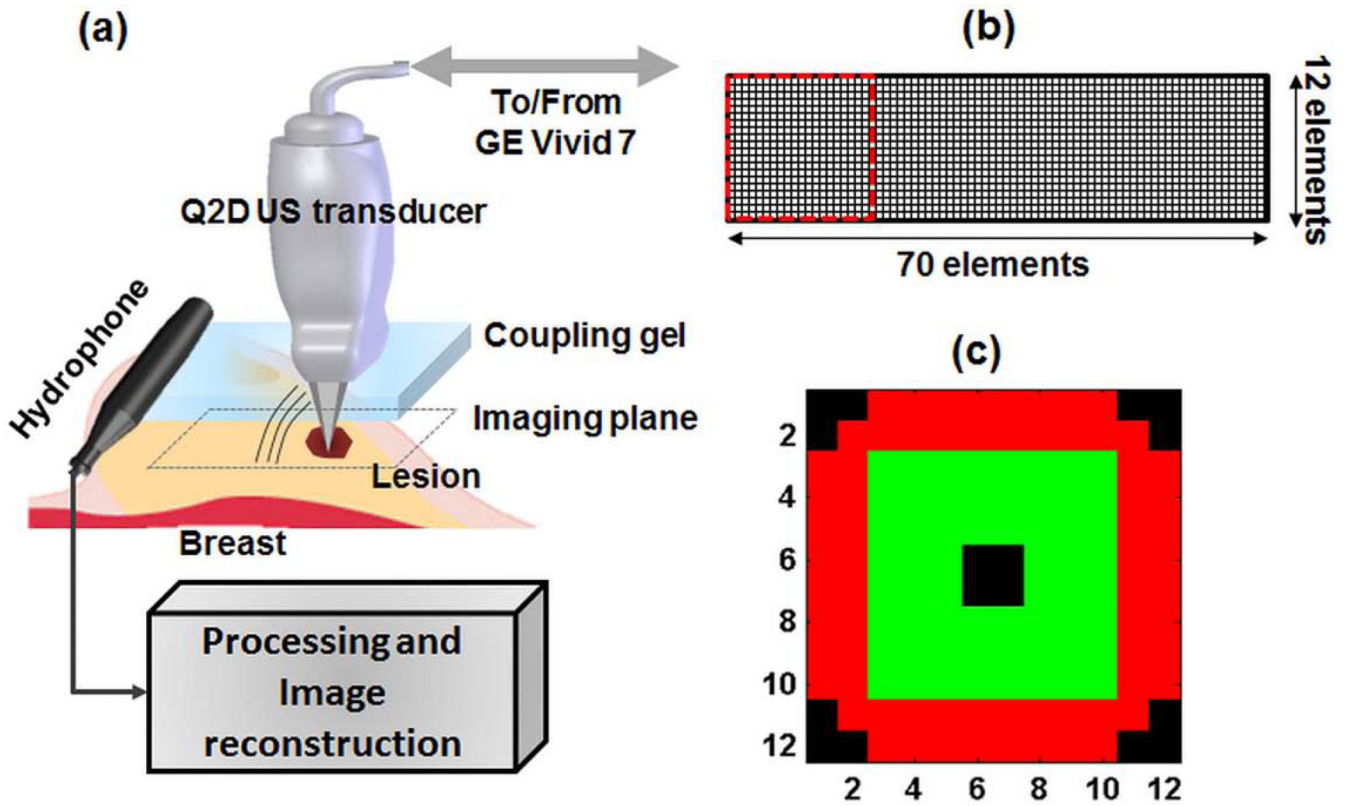 (a)
To/From
GE Vivid 7
Q2D US transducer
Hydrophone
Coupling gel
Imaging plane
Lesion
Breast
Processing and
Image
reconstruction
(b)
12 elements
70 elements
(c)
2
4
6
8
10
12
2 4 6 8 10 12